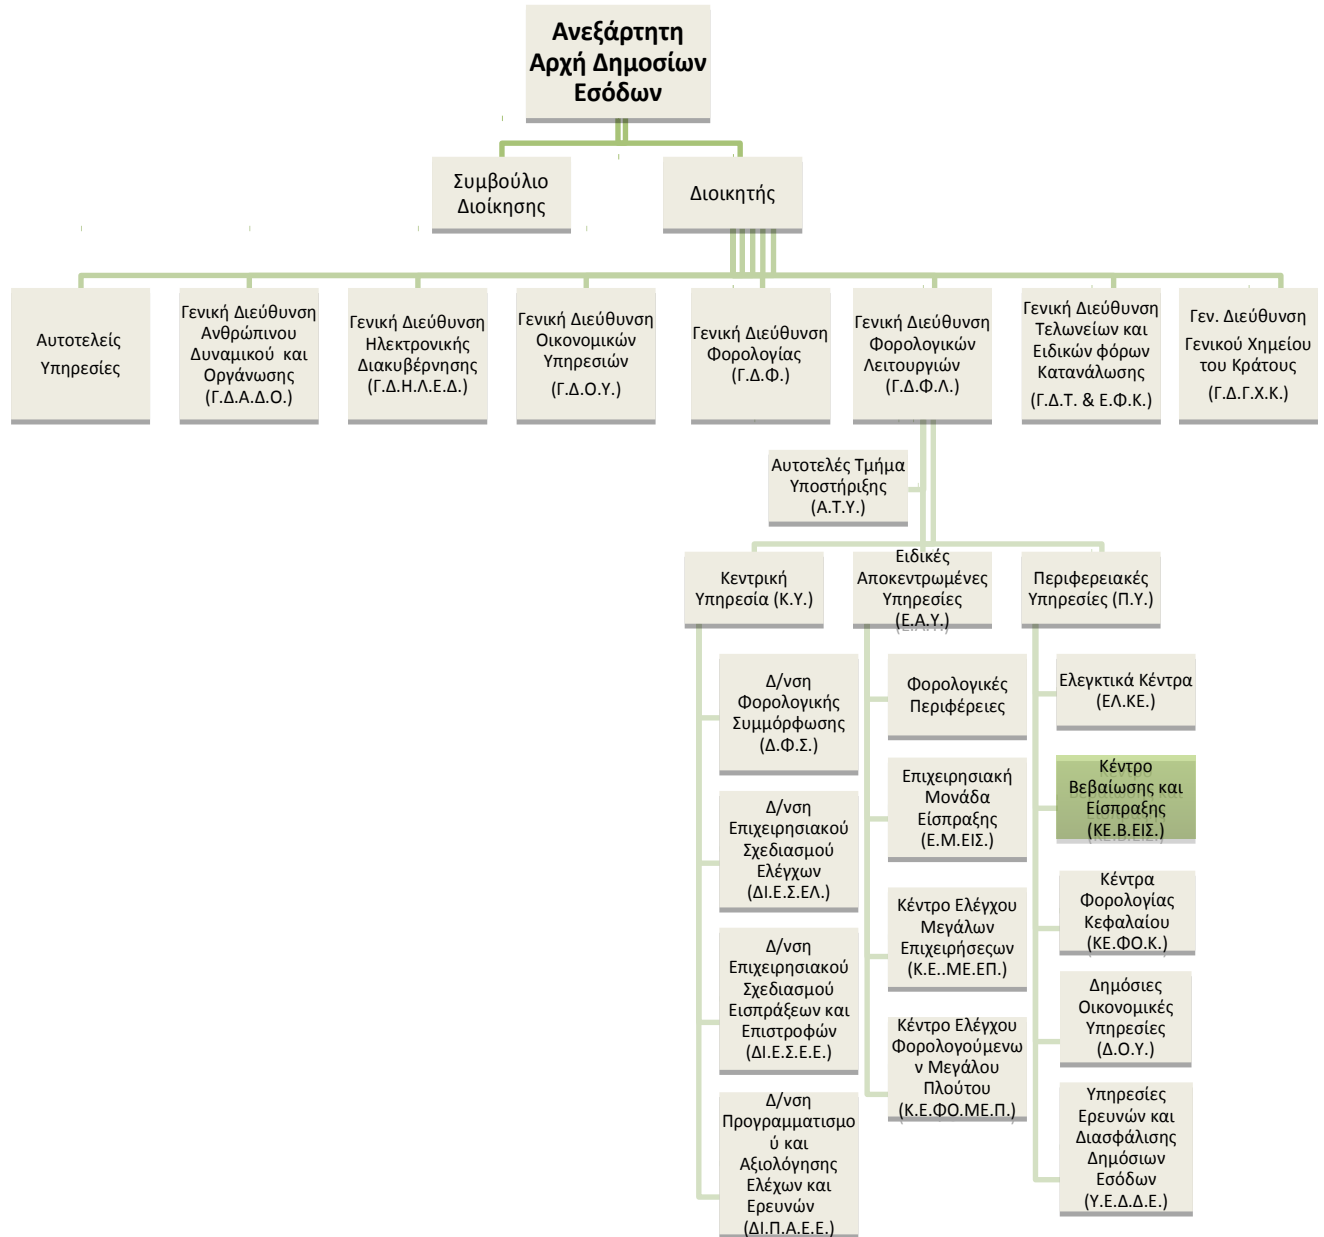 Ανεξάρτητη
Αρχή Δημοσίων
Εσόδων
Συμβούλιο
Διοίκησης
Διοικητής
Αυτοτελείς
Υπηρεσίες
Γενική Διεύθυνση
Ανθρώπινου
Δυναμικού και
Οργάνωσης
(Γ.Δ.Α.Δ.Ο.)
Γενική Διεύθυνση
Ηλεκτρονικής
Διακυβέρνησης
(Γ.Δ.Η.Λ.Ε.Δ.)
Γενική Διεύθυνση
Οικονομικών
Υπηρεσιών
(Γ.Δ.Ο.Υ.)
Γενική Διεύθυνση
Φορολογίας
(Γ.Δ.Φ.)
Γενική Διεύθυνση
Φορολογικών
Λειτουργιών
(Γ.Δ.Φ.Λ.)
Γενική Διεύθυνση
Τελωνείων και
Ειδικών φόρων
Κατανάλωσης
(Γ.Δ.Τ. & Ε.Φ.Κ.)
Γεν. Διεύθυνση
Γενικού Χημείου
του Κράτους
(Γ.Δ.Γ.Χ.Κ.)
Αυτοτελές Τμήμα
Υποστήριξης
(Α.Τ.Υ.)
Κεντρική
Υπηρεσία (Κ.Υ.)
Ειδικές
Αποκεντρωμένες
Υπηρεσίες
(Ε.Α.Υ.)
Περιφερειακές
Υπηρεσίες (Π.Υ.)
Δ/νση
Φορολογικής
Συμμόρφωσης
(Δ.Φ.Σ.)
Δ/νση
Επιχειρησιακού
Σχεδιασμού
Ελέγχων
(ΔΙ.Ε.Σ.ΕΛ.)
Δ/νση
Επιχειρησιακού
Σχεδιασμού
Εισπράξεων και
Επιστροφών
(ΔΙ.Ε.Σ.Ε.Ε.)
Δ/νση
Προγραμματισμο
ύ και
Αξιολόγησης
Ελέχων και
Ερευνών
(ΔΙ.Π.Α.Ε.Ε.)
Φορολογικές
Περιφέρειες
Επιχειρησιακή
Μονάδα
Είσπραξης
(Ε.Μ.ΕΙΣ.)
Κέντρο Ελέγχου
Μεγάλων
Επιχειρήσεςων
(Κ.Ε..ΜΕ.ΕΠ.)
Κέντρο Ελέγχου
Φορολογούμενω
ν Μεγάλου
Πλούτου
(Κ.Ε.ΦΟ.ΜΕ.Π.)
Ελεγκτικά Κέντρα
(ΕΛ.ΚΕ.)
Κέντρο
Βεβαίωσης και
Είσπραξης
(ΚΕ.Β.ΕΙΣ.)
Κέντρα
Φορολογίας
Κεφαλαίου
(ΚΕ.ΦΟ.Κ.)
Δημόσιες
Οικονομικές
Υπηρεσίες
(Δ.Ο.Υ.)
Υπηρεσίες
Ερευνών και
Διασφάλισης
Δημόσιων
Εσόδων
(Υ.Ε.Δ.Δ.Ε.)